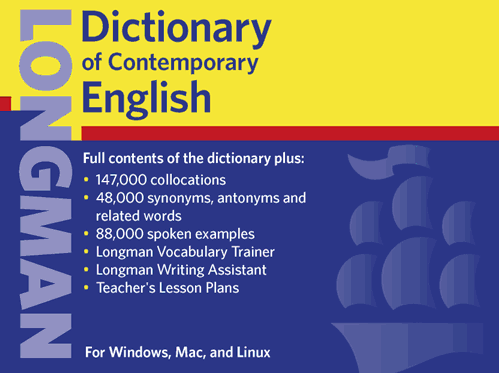 LONGMAN
Dictionary
of Contemporary
English
Full contents of the dictionary plus:
• 147,000 collocations
• 48,000 synonyms, antonyms and
related words
• 88,000 spoken examples
• Longman Vocabulary Trainer
• Longman Writing Assistant
• Teacher's Lesson Plans
For Windows, Mac, and Linux